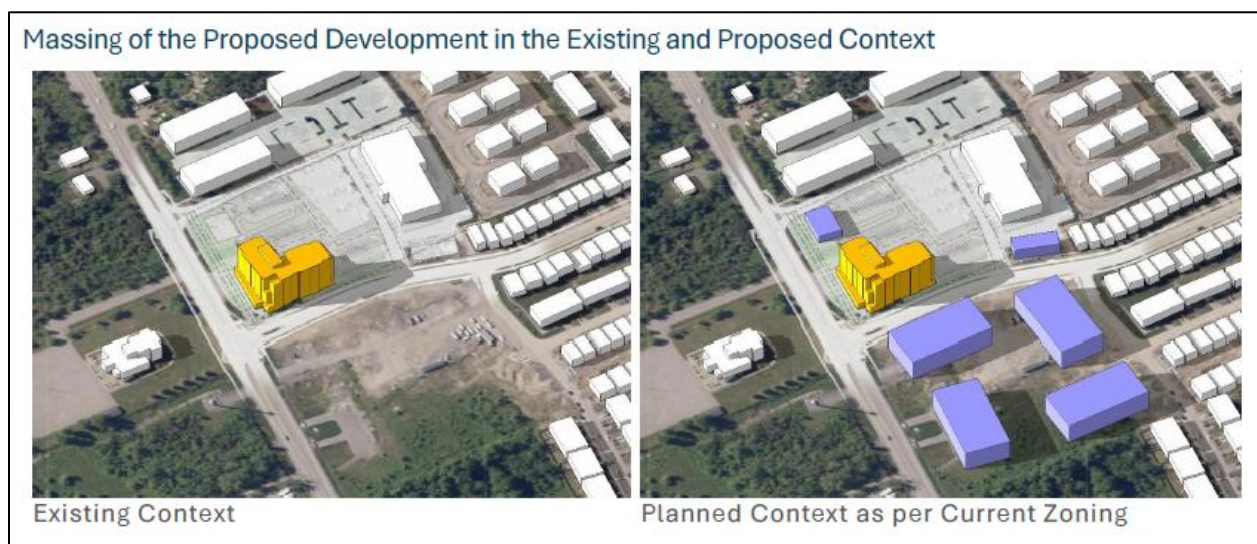 Massing of the Proposed Development in the Existing and Proposed Context
Existing Context
Planned Context as per Current Zoning